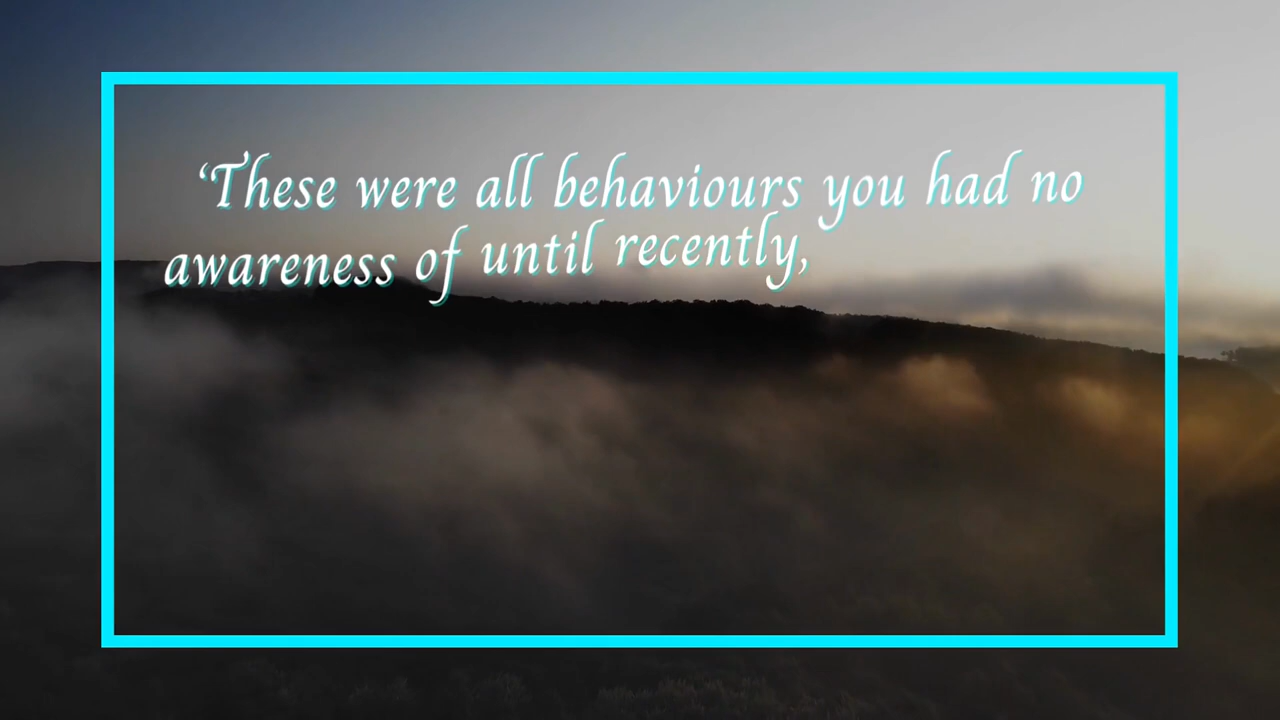 ‘These were all behaviours you had no
awareness of until recently,